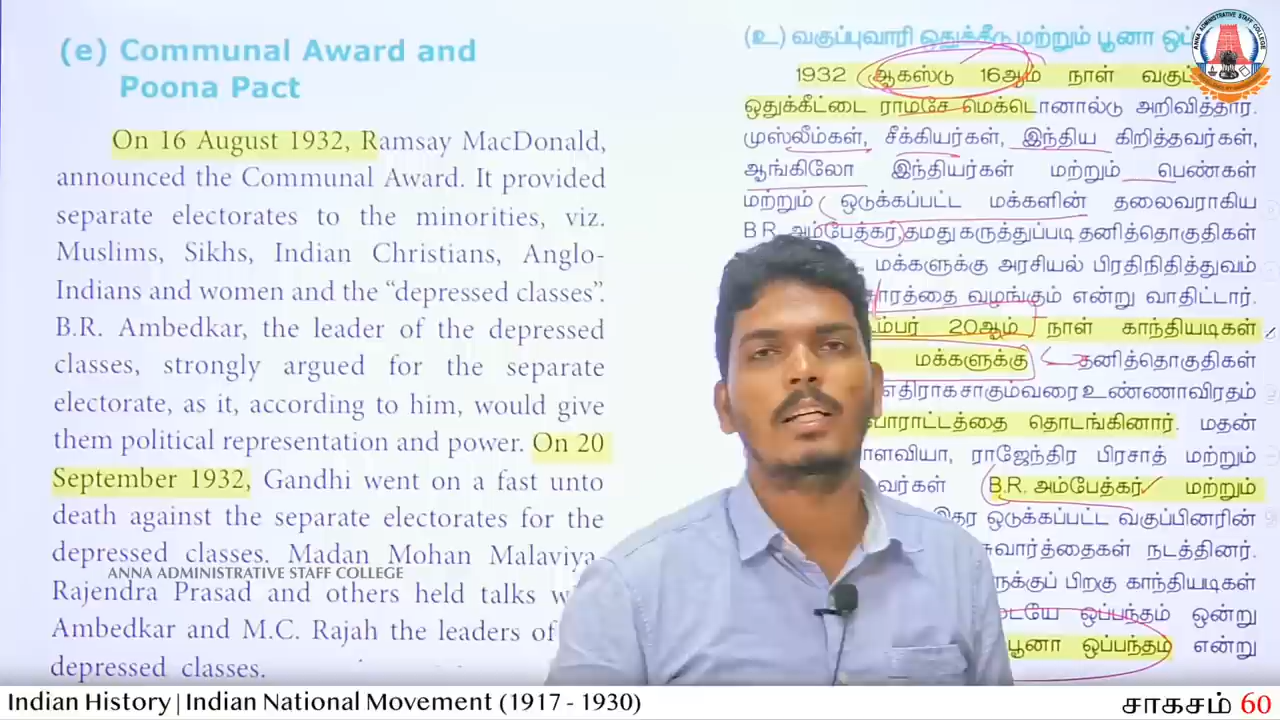 (e) Communal Award and
Poona Pact
On 16 August 1932, Ramsay MacDonald,
announced the Communal Award. It provided
separate electorates to the minorities, viz.
Muslims, Sikhs, Indian Christians, Anglo-
Indians and women and the “depressed classes”.
B.R. Ambedkar, the leader of the depressed
classes, strongly argued for the separate
electorate, as it, according to him, would give
them political representation and power. On 20
September 1932, Gandhi went on a fast unto
death against the separate electorates for the
depressed classes. Madan Mohan Malaviya,
Rajendra Prasad and others held talks
Ambedkar and M.C. Rajah the leaders of
depressed classes.
ANNA ADMINISTRATIVE STAFF COLLEGE
(உ) வகுப்புவாரி ஒதுக்கீடு மற்றும் பூனா
1932 ஆகஸ்டு 16ஆம் நாள்
ஒதுக்கீட்டை ராம்சே மெக்டொனால்டு அறிவித்தார்.
முஸ்லீம்கள், சீக்கியர்கள், இந்திய கிறித்தவர்கள்,
ஆங்கிலோ இந்தியர்கள் மற்றும் பெண்கள்
மற்றும் ஒடுக்கப்பட்ட மக்களின் தலைவராகிய
B.R. அம்பேத்கர், தமது கருத்துப்படி தனித்தொகுதிகள்
மக்களுக்கு அரசியல் பிரதிநிதித்துவம்
வழங்கும் என்று வாதிட்டார்.
20ஆம் நாள் காந்தியடிகள்
மக்களுக்கு தனித்தொகுதிகள்
எதிராக சாகும்வரை உண்ணாவிரதம்
தொடங்கினார். மதன்
ராஜேந்திர பிரசாத் மற்றும்
B.R. அம்பேத்கர் மற்றும்
இதர ஒடுக்கப்பட்ட வகுப்பினரின்
நடத்தினர்.
பிறகு காந்தியடிகள்
ஒப்பந்தம் ஒன்று
பூனா ஒப்பந்தம் என்று
ANNA ADMINISTRATIVE STAFF COLLEGE
Indian History | Indian National Movement (1917 - 1930)
சாகசம் 60